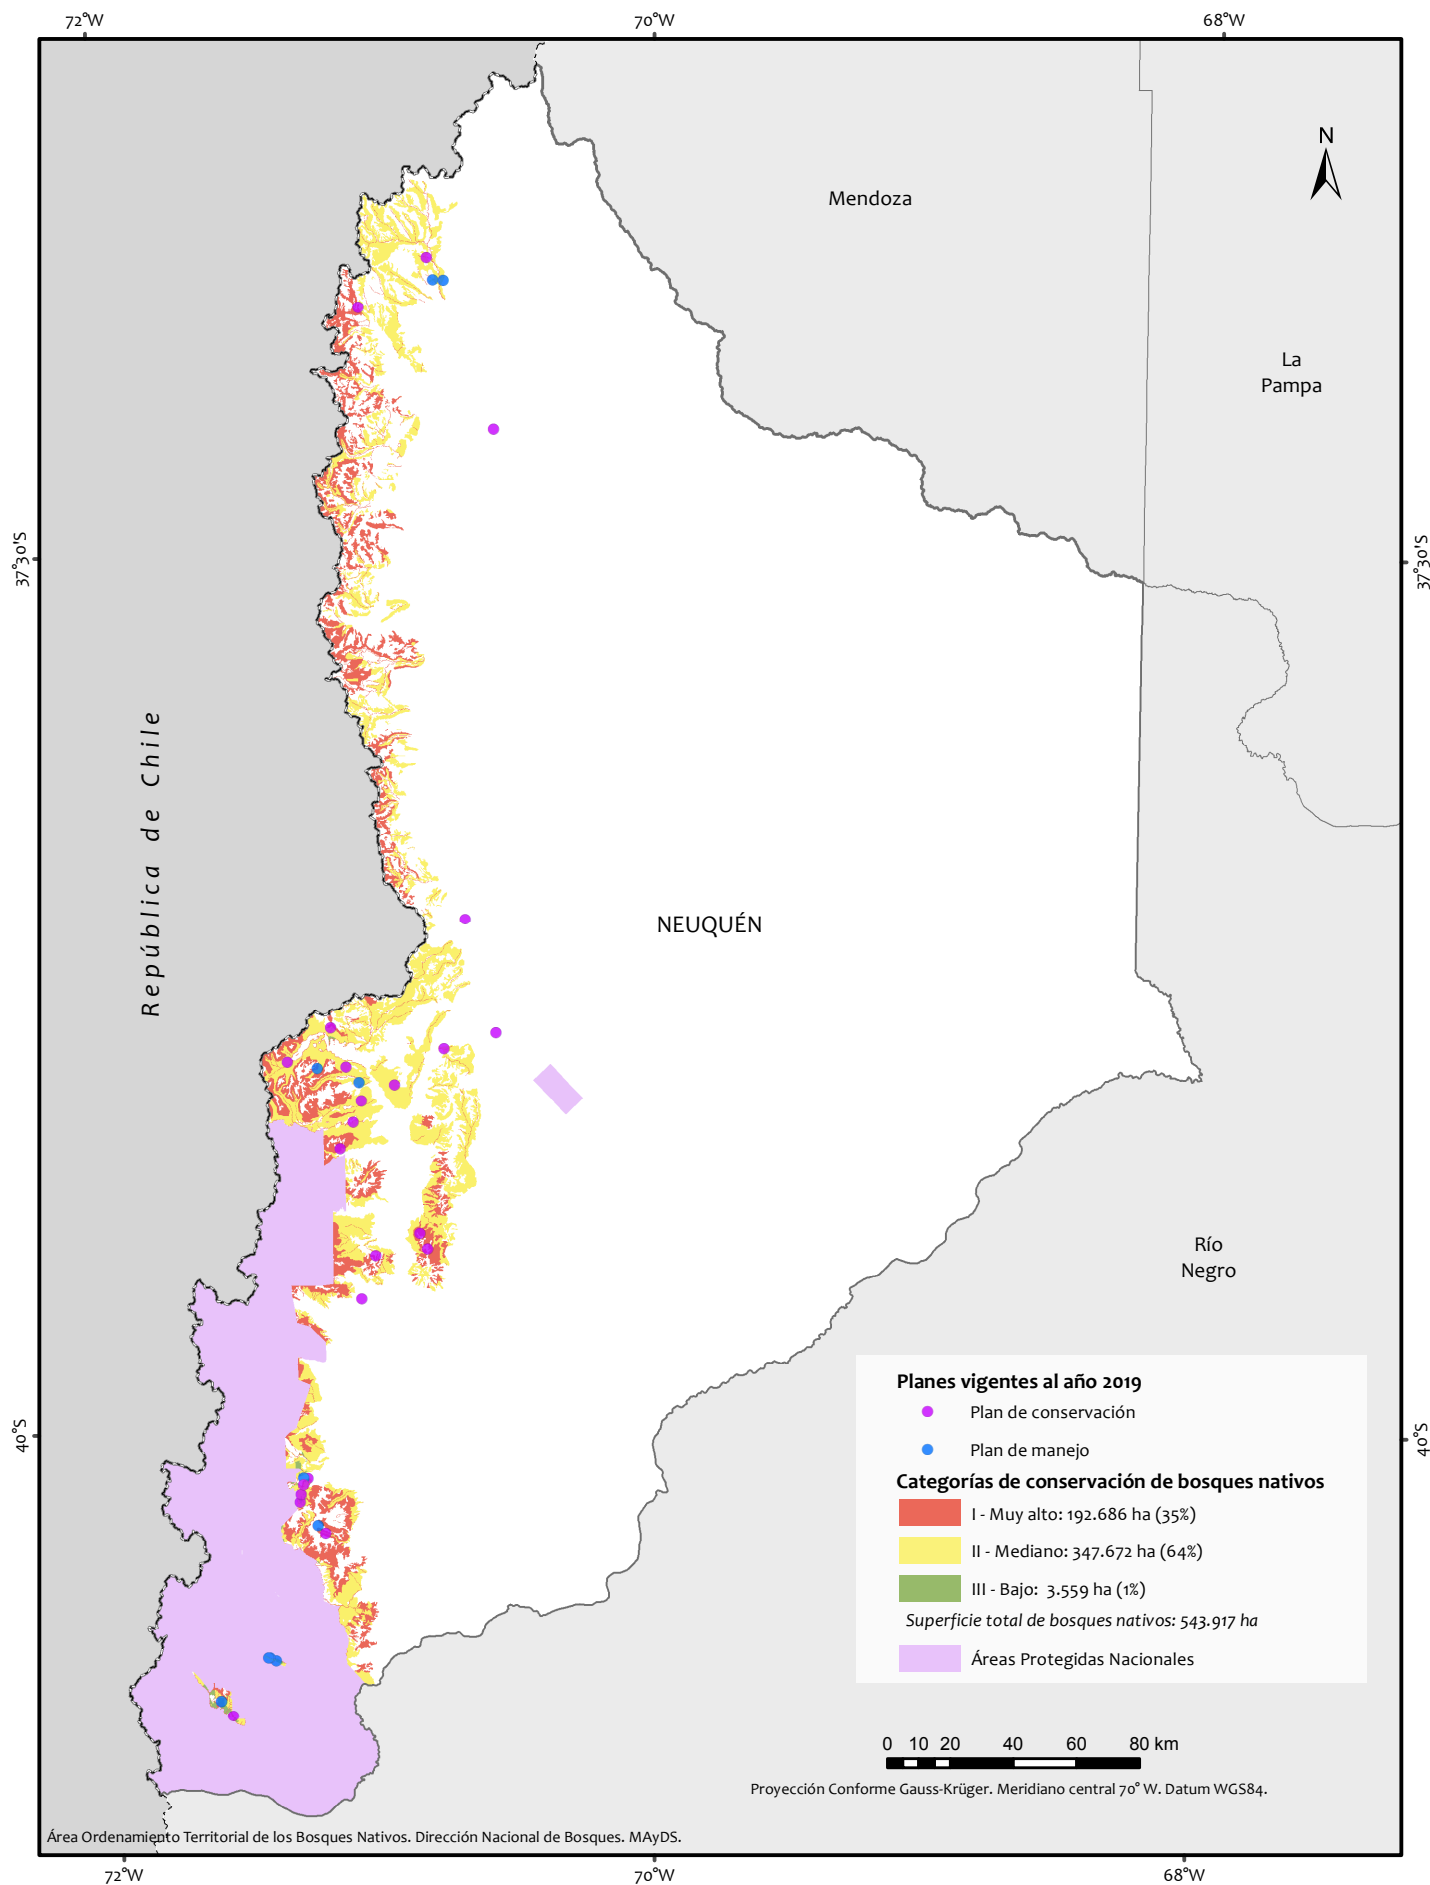 72°W
70°W
68°W
N
Mendoza
La
Pampa
37°30'S
37°30'S
República de Chile
NEUQUÉN
Río
Negro
Planes vigentes al año 2019
Plan de conservación
Plan de manejo
40°S
40°S
Categorías de conservación de bosques nativos
I - Muy alto: 192.686 ha (35%)
II - Mediano: 347.672 ha (64%)
III - Bajo: 3.559 ha (1%)
Superficie total de bosques nativos: 543.917 ha
Áreas Protegidas Nacionales
0 10 20 40 60 80 km
Proyección Conforme Gauss-Krüger. Meridiano central 70° W. Datum WGS84.
Área Ordenamiento Territorial de los Bosques Nativos. Dirección Nacional de Bosques. MAyDS.
72°W
70°W
68°W